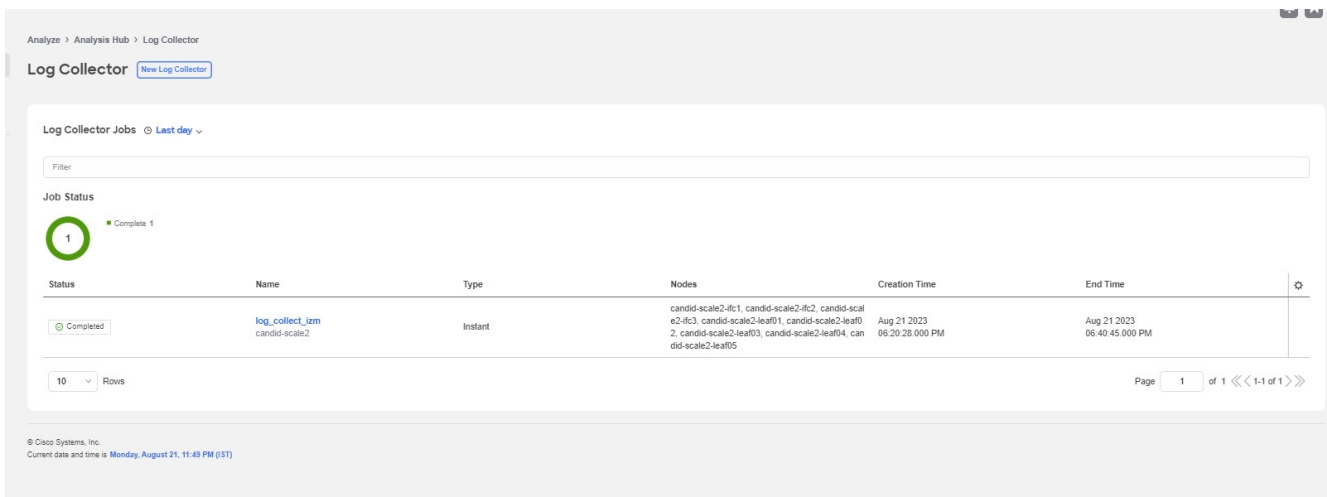 Analyze > Analysis Hub > Log Collector
Log Collector New Log Collector
Log Collector Jobs Last day
Filter
Job Status
1
Complete 1
Status Name Type Nodes Creation Time End Time
Completed
log_collect_izm
candid-scale2
Instant
candid-scale2-ifc1, candid-scale2-ifc2, candid-scal
e2-ifc3, candid-scale2-leaf01, candid-scale2-leaf0
2, candid-scale2-leaf03, candid-scale2-leaf04, can
did-scale2-leaf05
Aug 21 2023
06:20:28.000 PM
Aug 21 2023
06:40:45.000 PM
10 Rows
Page 1 of 1 1-1 of 1
© Cisco Systems, Inc.
Current date and time is Monday, August 21, 11:49 PM (IST)